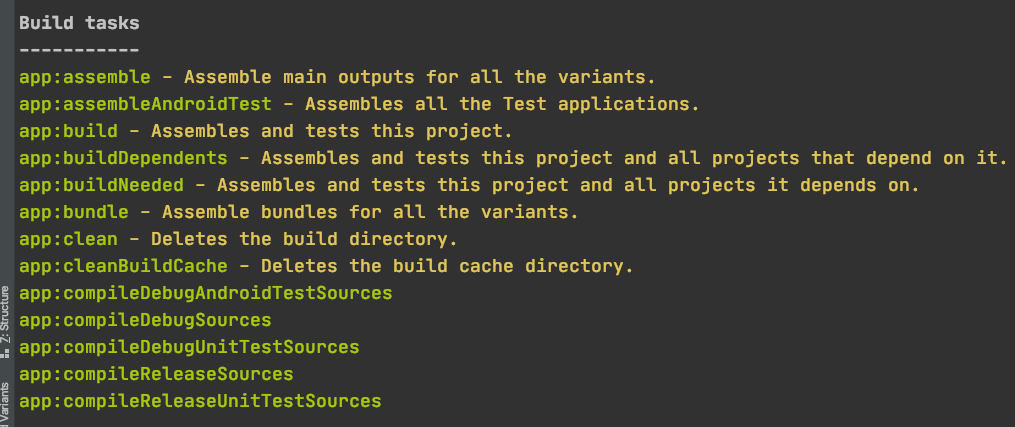 Build tasks
-----------
app:assemble - Assemble main outputs for all the variants.
app:assembleAndroidTest - Assembles all the Test applications.
app:build - Assembles and tests this project.
app:buildDependents - Assembles and tests this project and all projects that depend on it.
app:buildNeeded - Assembles and tests this project and all projects it depends on.
app:bundle - Assemble bundles for all the variants.
app:clean - Deletes the build directory.
app:cleanBuildCache - Deletes the build cache directory.
app:compileDebugAndroidTestSources
app:compileDebugSources
app:compileDebugUnitTestSources
app:compileReleaseSources
app:compileReleaseUnitTestSources
7: Structure
Variants